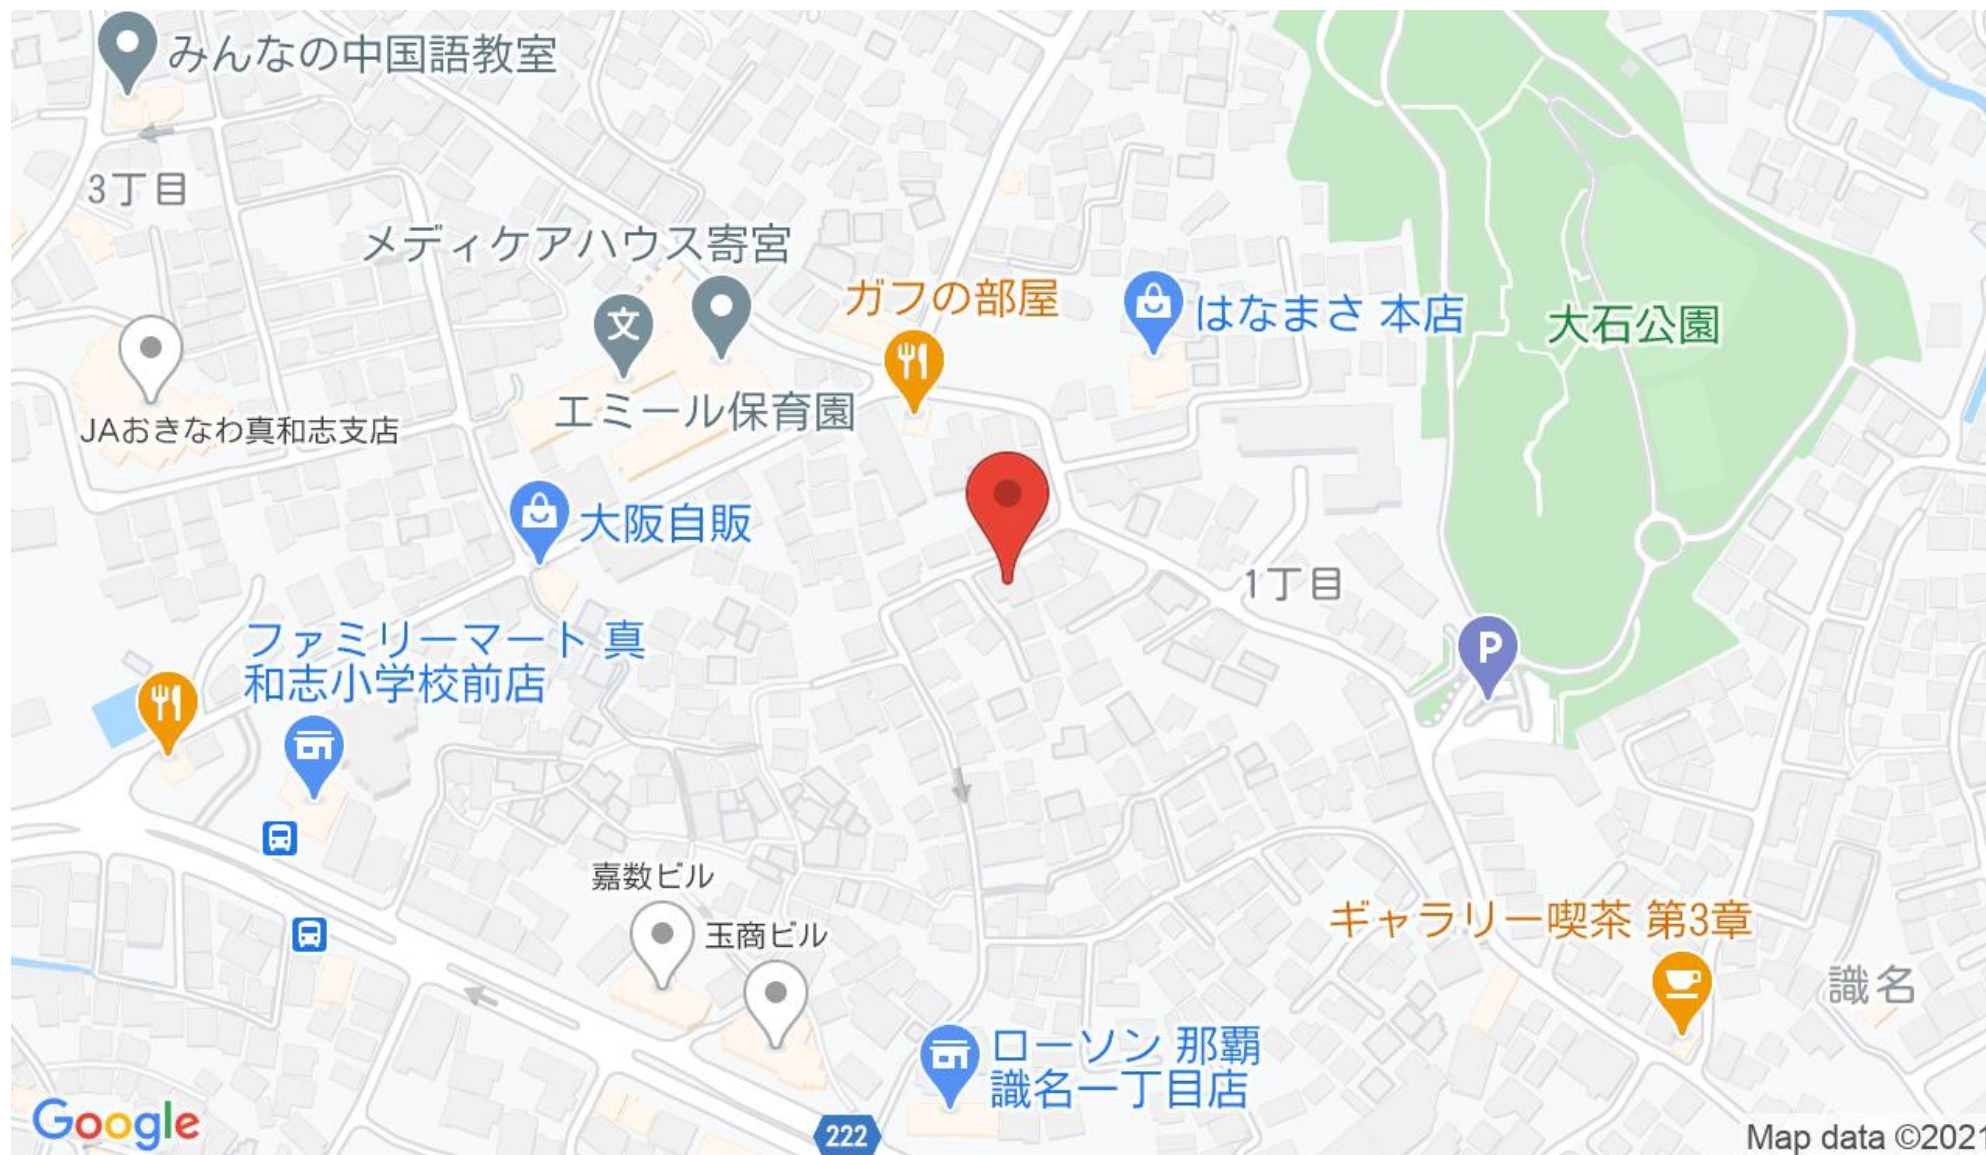 みんなの中国語教室
3丁目
メディケアハウス寄宮
文
ガフの部屋
はなまさ 本店
大石公園
エミール保育園
JAおきなわ真和志支店
大阪自販
1丁目
ファミリーマート 真
和志小学校前店
P
嘉数ビル
玉商ビル
ギャラリー喫茶 第3章
識名
ローソン 那覇
識名一丁目店
Google
222
Map data ©2021